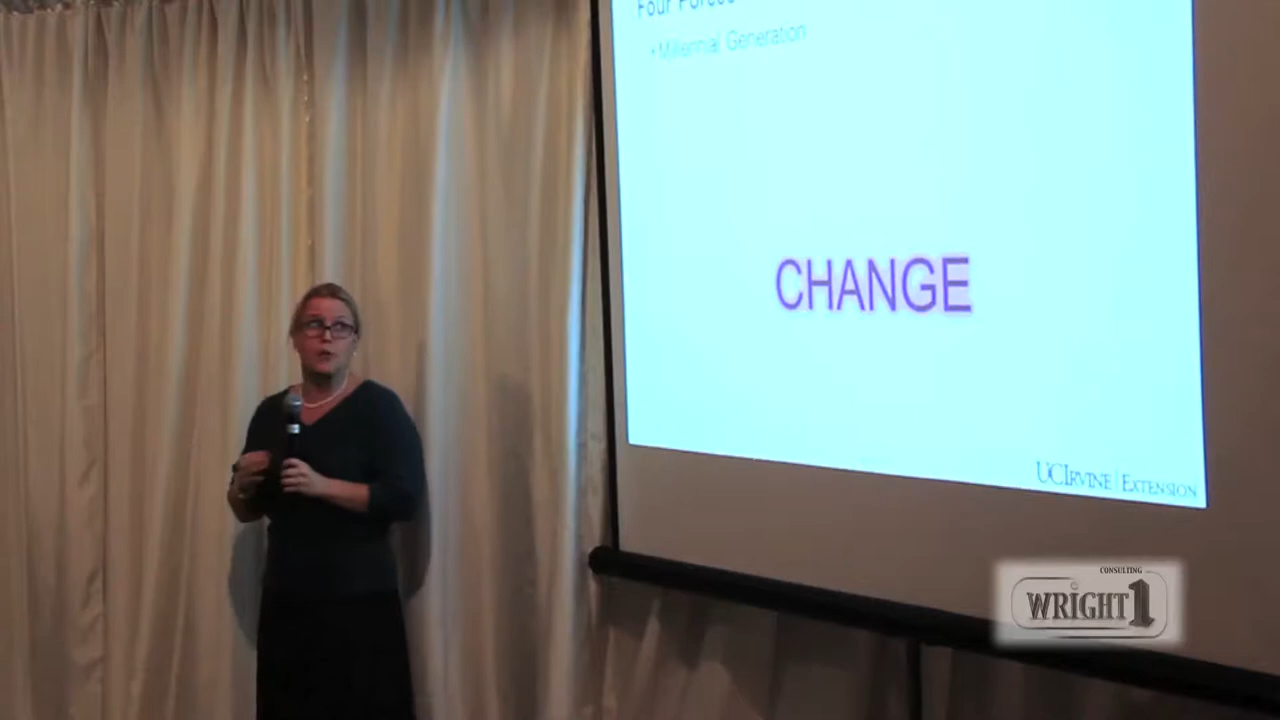 Four Forces
• Millennial Generation
CHANGE
UCIRVINE | EXTENSION
CONSULTING
WRIGHT1